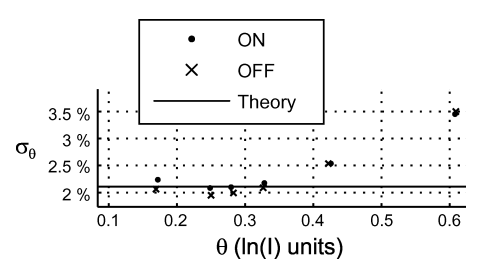 ON
OFF
Theory
3.5 %
3 %
2.5 %
2 %
σθ
0.1 0.2 0.3 0.4 0.5 0.6
θ (ln(I) units)